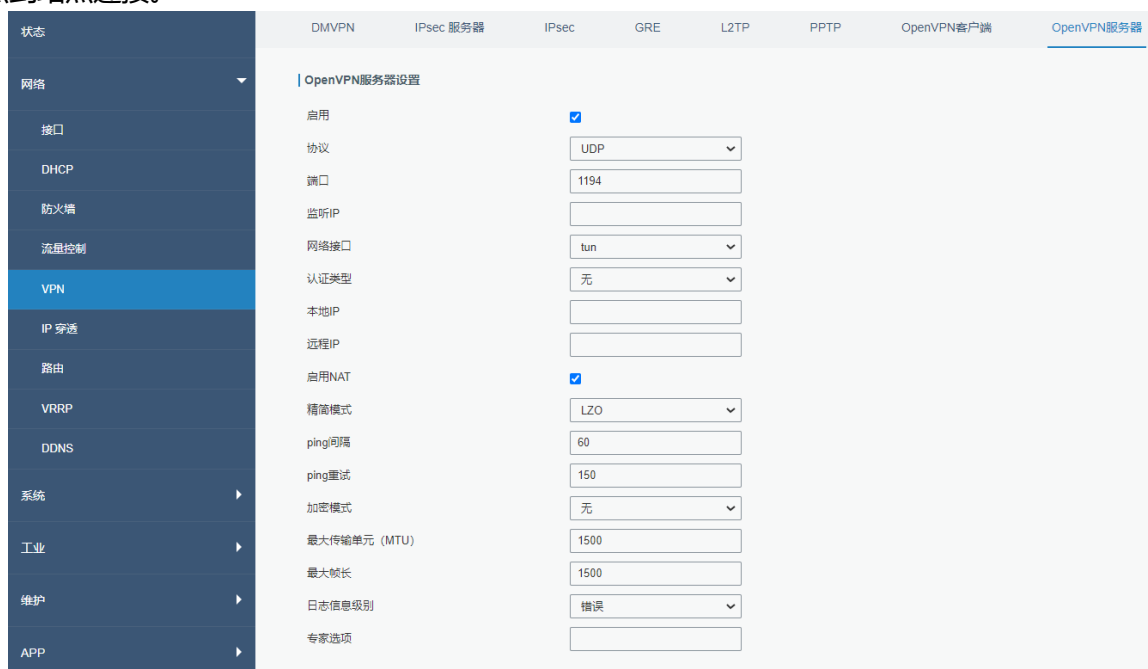 状态
DMVPN IPsec 服务器 IPsec GRE L2TP PPTP OpenVPN客户端 OpenVPN服务器
网络
接口
DHCP
防火墙
流量控制
VPN
IP 穿透
路由
VRRP
DDNS
系统
工业
维护
APP
OpenVPN服务器设置
启用
协议 UDP
端口 1194
监听IP
网络接口 tun
认证类型 无
本地IP
远程IP
启用NAT
精简模式 LZO
ping间隔 60
ping重试 150
加密模式 无
最大传输单元（MTU） 1500
最大帧长 1500
日志信息级别 错误
专家选项